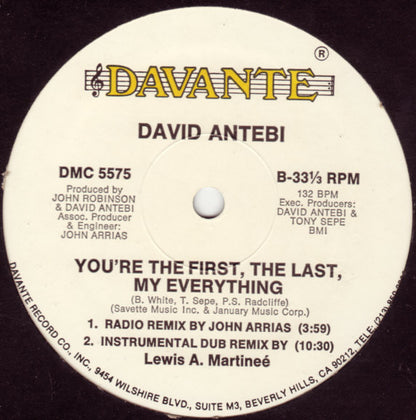 DAVANTE®
DAVID ANTEBI
DMC 5575
Produced by
JOHN ROBINSON
& DAVID ANTEBI
Assoc. Producer
& Engineer:
JOHN ARRIAS
B-33⅓ RPM
132 BPM
Exec. Producers:
DAVID ANTEBI &
TONY SEPE
BMI
YOU'RE THE FIRST, THE LAST,
MY EVERYTHING
(B. White, T. Sepe, P.S. Radcliffe)
(Savette Music Inc. & January Music Corp.)
1. RADIO REMIX BY JOHN ARRIAS (3:59)
2. INSTRUMENTAL DUB REMIX BY (10:30)
Lewis A. Martineé
DAVANTE RECORD CO., INC., 9454 WILSHIRE BLVD., SUITE M3, BEVERLY HILLS, CA 90212, TELE: (213)